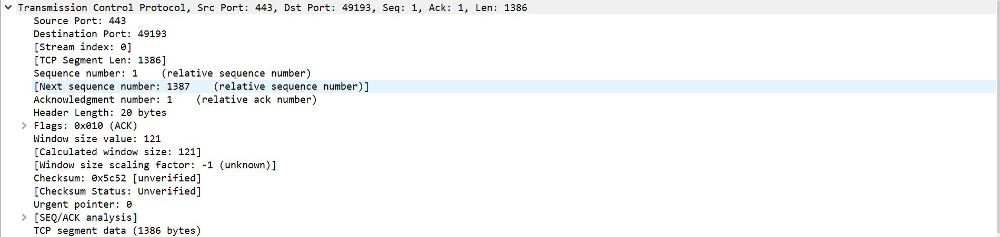 Transmission Control Protocol, Src Port: 443, Dst Port: 49193, Seq: 1, Ack: 1, Len: 1386
Source Port: 443
Destination Port: 49193
[Stream index: 0]
[TCP Segment Len: 1386]
Sequence number: 1    (relative sequence number)
[Next sequence number: 1387    (relative sequence number)]
Acknowledgment number: 1    (relative ack number)
Header Length: 20 bytes
Flags: 0x010 (ACK)
Window size value: 121
[Calculated window size: 121]
[Window size scaling factor: -1 (unknown)]
Checksum: 0x5c52 [unverified]
[Checksum Status: Unverified]
Urgent pointer: 0
[SEQ/ACK analysis]
TCP segment data (1386 bytes)